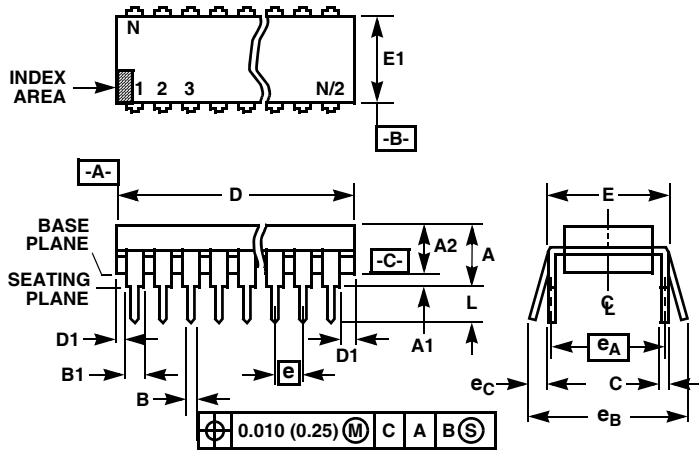 N
INDEX
AREA
1 2 3 N/2
E1
-B-
-A-
D
E
BASE
PLANE
A2
A
-C-
SEATING
PLANE
L
℄
D1
A1
D1
e
eA
B1
eC
C
B
eB
⌖ 0.010 (0.25) Ⓜ C A B Ⓢ